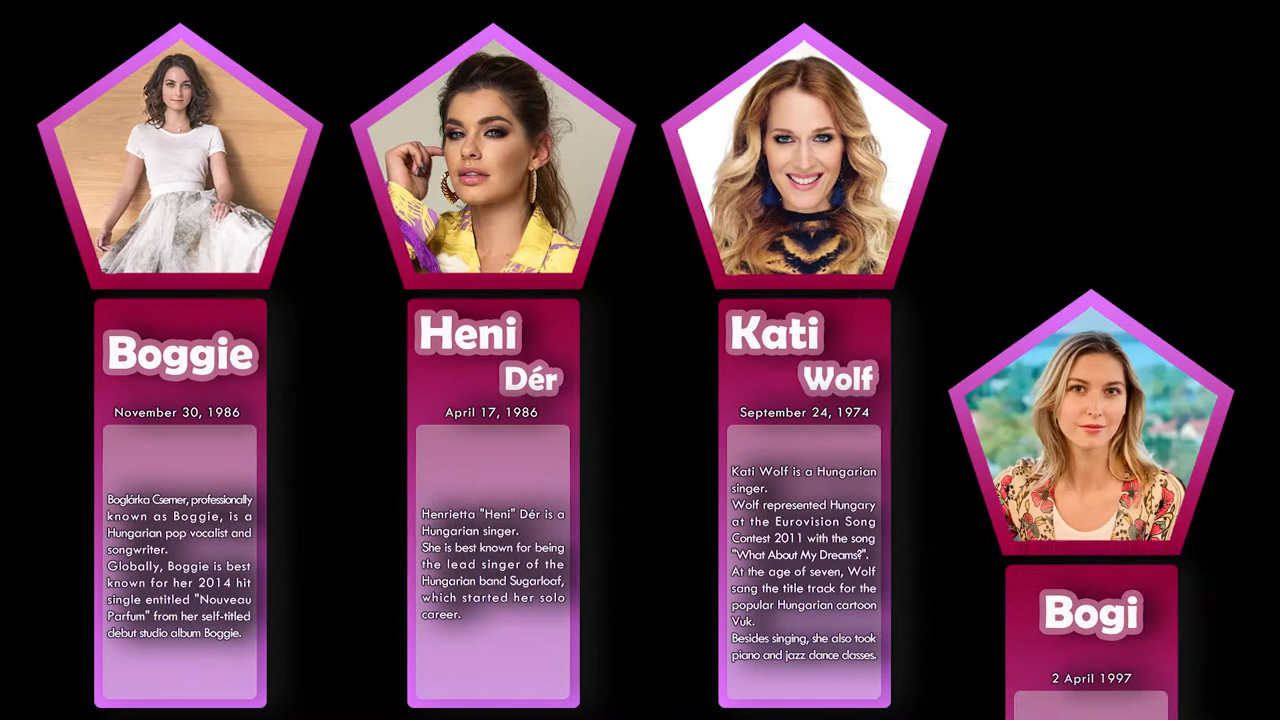 Boggie
November 30, 1986
Boglárka Csemer, professionally
known as Boggie, is a
Hungarian pop vocalist and
songwriter.
Globally, Boggie is best
known for her 2014 hit
single entitled "Nouveau
Parfum" from her self-titled
debut studio album Boggie.
Heni
Dér
April 17, 1986
Henrietta "Heni" Dér is a
Hungarian singer.
She is best known for being
the lead singer of the
Hungarian band Sugarloaf,
which started her solo
career.
Kati
Wolf
September 24, 1974
Kati Wolf is a Hungarian
singer.
Wolf represented Hungary
at the Eurovision Song
Contest 2011 with the song
"What About My Dreams?".
At the age of seven, Wolf
sang the title track for the
popular Hungarian cartoon
Vuk.
Besides singing, she also took
piano and jazz dance classes.
Bogi
2 April 1997